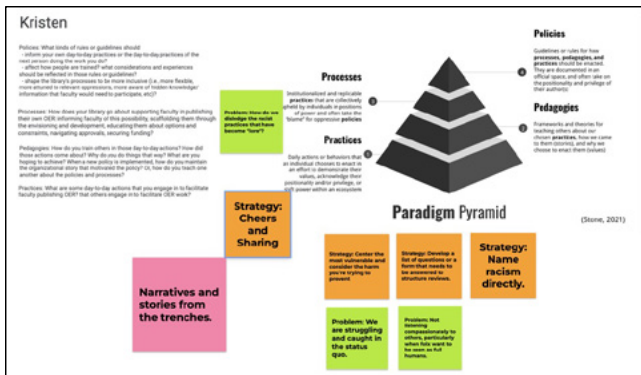 Kristen
Policies: What kinds of rules or guidelines should
- inform your own day-to-day practices or the day-to-day practices of the
next person doing the work you do?
- affect how people are trained? what considerations and experiences
should be reflected in those rules or guidelines?
- shape the library's processes to be more inclusive (i.e., more flexible,
more attuned to relevant oppressions, more aware of hidden knowledge/
information that faculty would need to participate, etc)?
Processes: How does your library go about supporting faculty in publishing
their own OER: informing faculty of this possibility, scaffolding them through
the envisioning and development, educating them about options and
constraints, navigating approvals, securing funding?
Pedagogies: How do you train others in those day-to-day actions? How did
those actions come about? Why do you do things that way? What are you
hoping to achieve? When a new policy is implemented, how do you maintain
the organizational story that motivated the policy? Or, how do you teach one
another about the policies and processes?
Practices: What are some day-to-day actions that you engage in to facilitate
faculty publishing OER? that others engage in to facilitate OER work?
Problem: How do we
dislodge the racist
practices that have
become "lore"?
Strategy:
Cheers
and
Sharing
Narratives and
stories from
the trenches.
Processes
Institutionalized and replicable
practices that are collectively
upheld by individuals in positions
of power and often take the
"blame" for oppressive policies
3
Practices
Daily actions or behaviors that
an individual chooses to enact in
an effort to demonstrate their
values, acknowledge their
positionality and/or privilege, or
power within an ecosystem
1
Policies
Guidelines or rules for how
processes, pedagogies, and
practices should be enacted.
They are documented in an
official space, and often take on
the positionality and privilege of
their author(s)
4
Pedagogies
Frameworks and theories for
teaching others about our
chosen practices, how we came
to them (stories), and why we
choose to enact them (values)
2
Paradigm Pyramid
(Stone, 2021)
Strategy: Center the
most vulnerable and
consider the harm
you're trying to
prevent
Strategy: Develop a
list of questions or a
form that needs to
be answered to
structure reviews.
Strategy:
Name
racism
directly.
Problem: We
are struggling
and caught in
the status
quo.
Problem: Not
listening
compassionately to
others, particularly
when folx want to
be seen as full
humans.